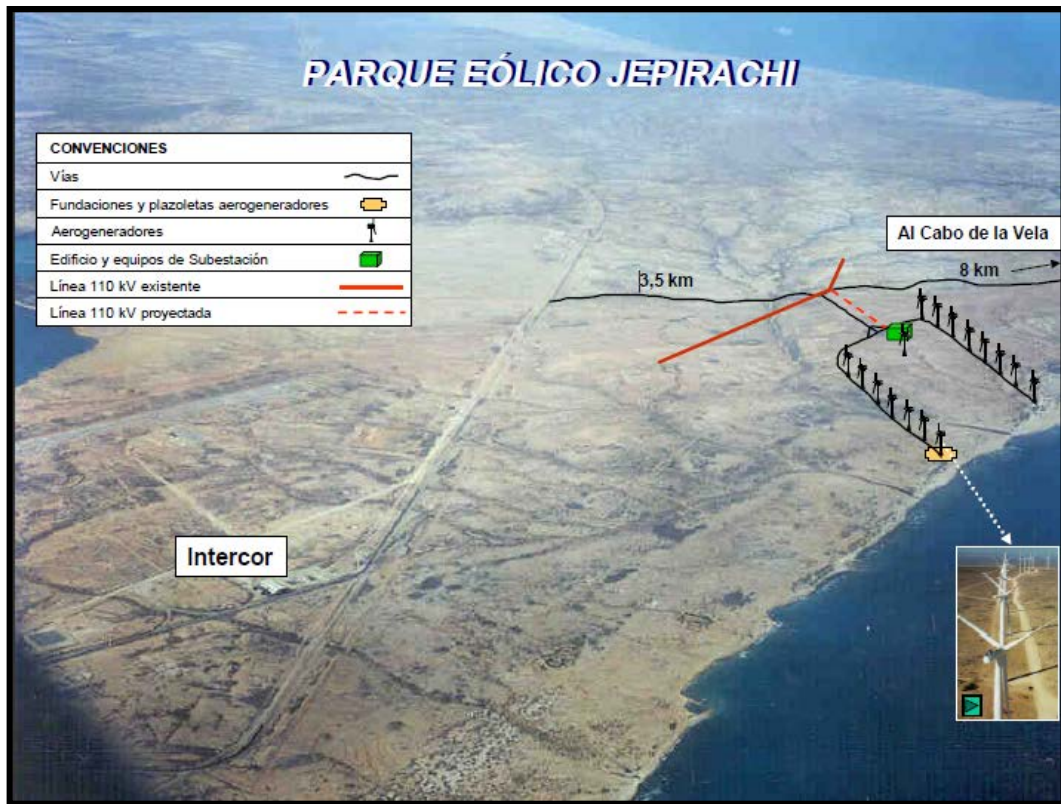 PARQUE EÓLICO JEPIRACHI
CONVENCIONES
Vías
Fundaciones y plazoletas aerogeneradores
Aerogeneradores
Edificio y equipos de Subestación
Línea 110 kV existente
Línea 110 kV proyectada
Al Cabo de la Vela
8 km
3,5 km
Intercor